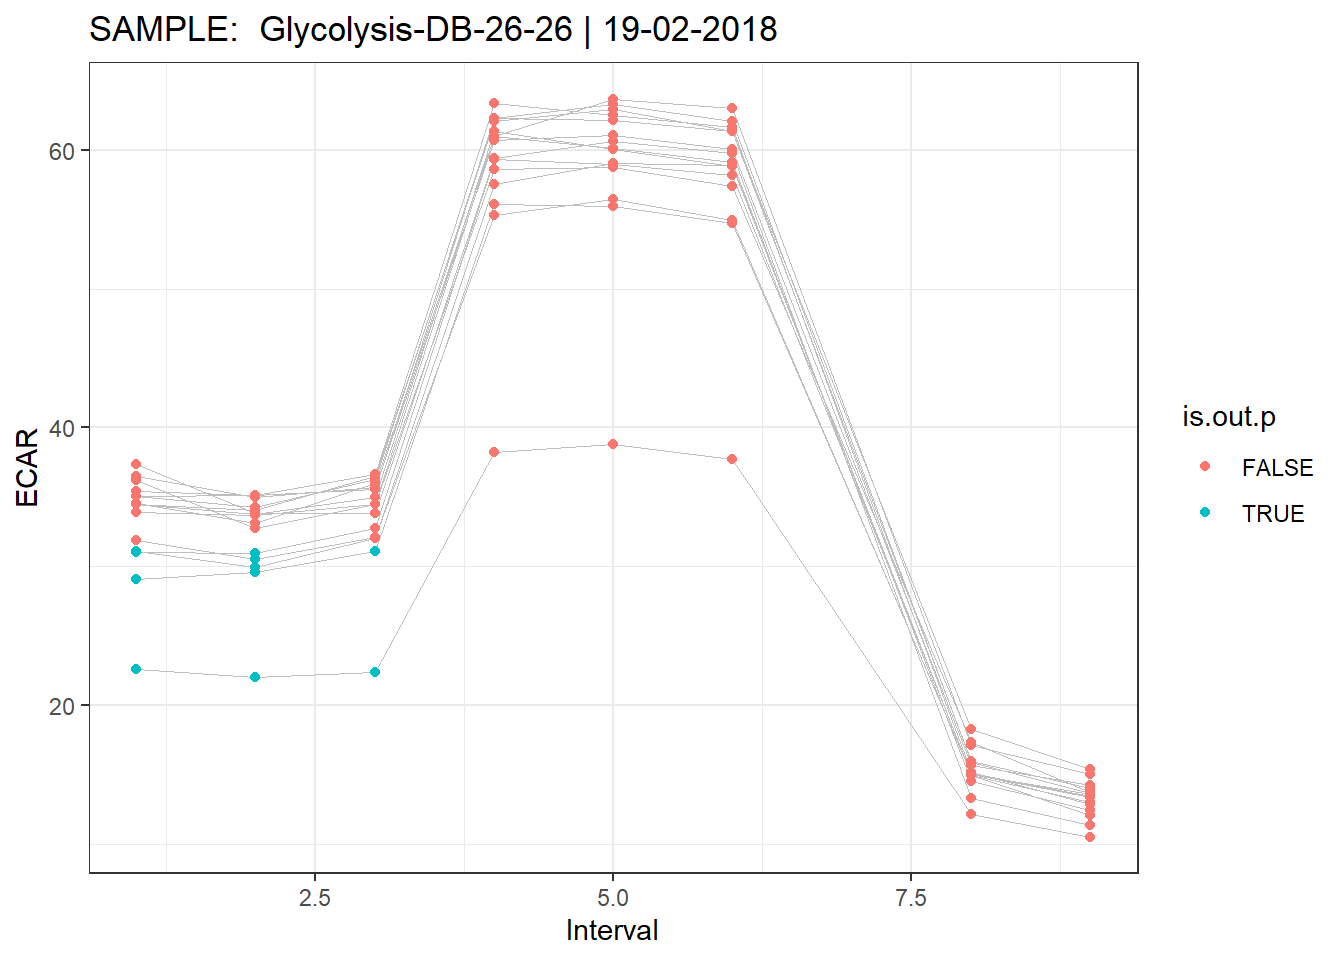 SAMPLE:  Glycolysis-DB-26-26 | 19-02-2018
60
40
20
ECAR
2.5
5.0
7.5
Interval
is.out.p
FALSE
TRUE